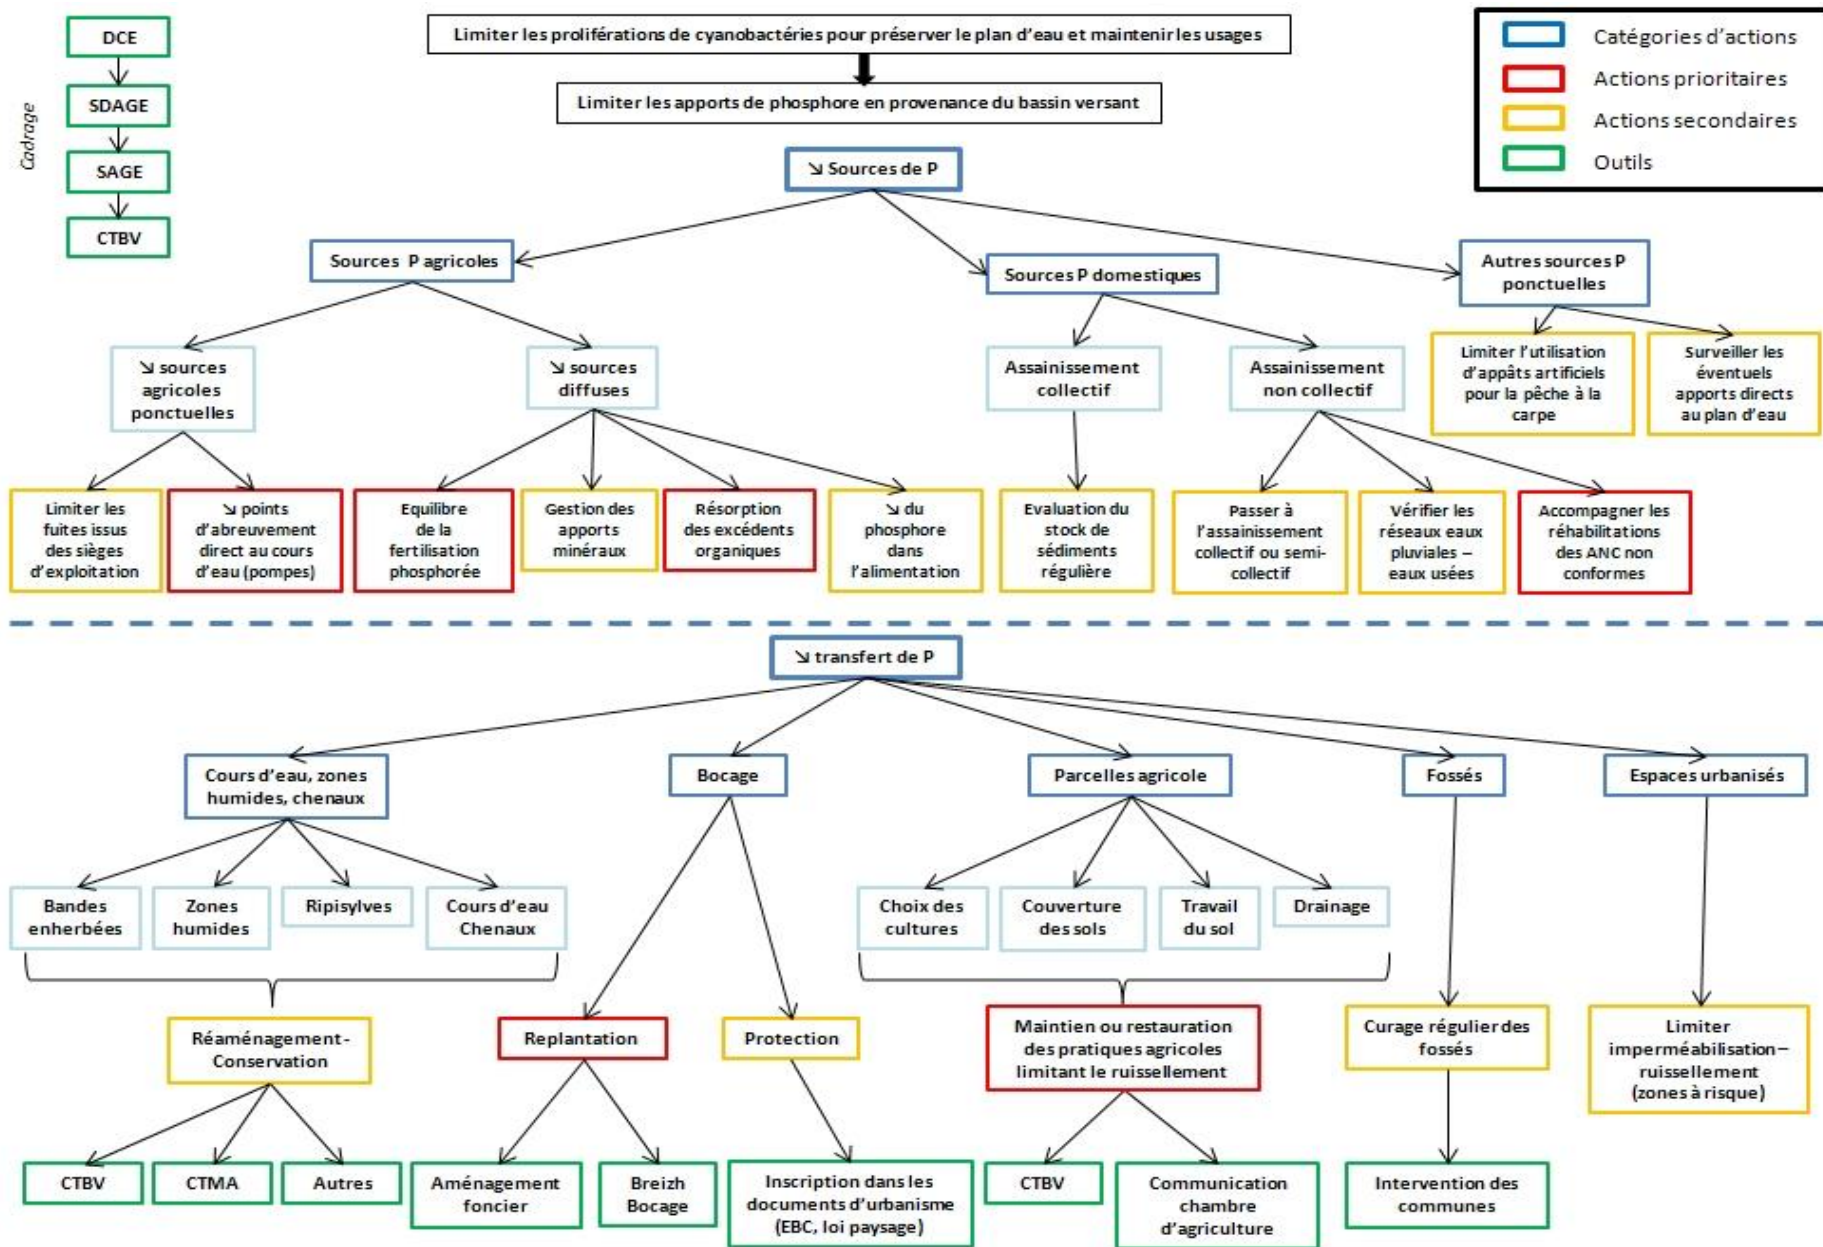 DCE
SDAGE
SAGE
CTBV
Cadrage
Limiter les proliférations de cyanobactéries pour préserver le plan d'eau et maintenir les usages
Limiter les apports de phosphore en provenance du bassin versant
Catégories d'actions
Actions prioritaires
Actions secondaires
Outils
↘ Sources de P
Sources P agricoles
Sources P domestiques
Autres sources P
ponctuelles
↘ sources
agricoles
ponctuelles
↘ sources
diffuses
Assainissement
collectif
Assainissement
non collectif
Limiter l'utilisation
d'appâts artificiels
pour la pêche à la
carpe
Surveiller les
éventuels
apports directs
au plan d'eau
Limiter les
fuites issus
des sièges
d'exploitation
↘ points
d'abreuvement
direct au cours
d'eau (pompes)
Equilibre
de la
fertilisation
phosphorée
Gestion des
apports
minéraux
Résorption
des excédents
organiques
↘ du
phosphore
dans
l'alimentation
Evaluation du
stock de
sédiments
régulière
Passer à
l'assainissement
collectif ou semi-
collectif
Vérifier les
réseaux eaux
pluviales –
eaux usées
Accompagner les
réhabilitations
des ANC non
conformes
↘ transfert de P
Cours d'eau, zones
humides, chenaux
Bocage
Parcelles agricole
Fossés
Espaces urbanisés
Bandes
enherbées
Zones
humides
Ripisylves
Cours d'eau
Chenaux
Choix des
cultures
Couverture
des sols
Travail
du sol
Drainage
Réaménagement -
Conservation
Replantation
Protection
Maintien ou restauration
des pratiques agricoles
limitant le ruissellement
Curage régulier des
fossés
Limiter
imperméabilisation –
ruissellement
(zones à risque)
CTBV
CTMA
Autres
Aménagement
foncier
Breizh
Bocage
Inscription dans les
documents d'urbanisme
(EBC, loi paysage)
CTBV
Communication
chambre
d'agriculture
Intervention des
communes